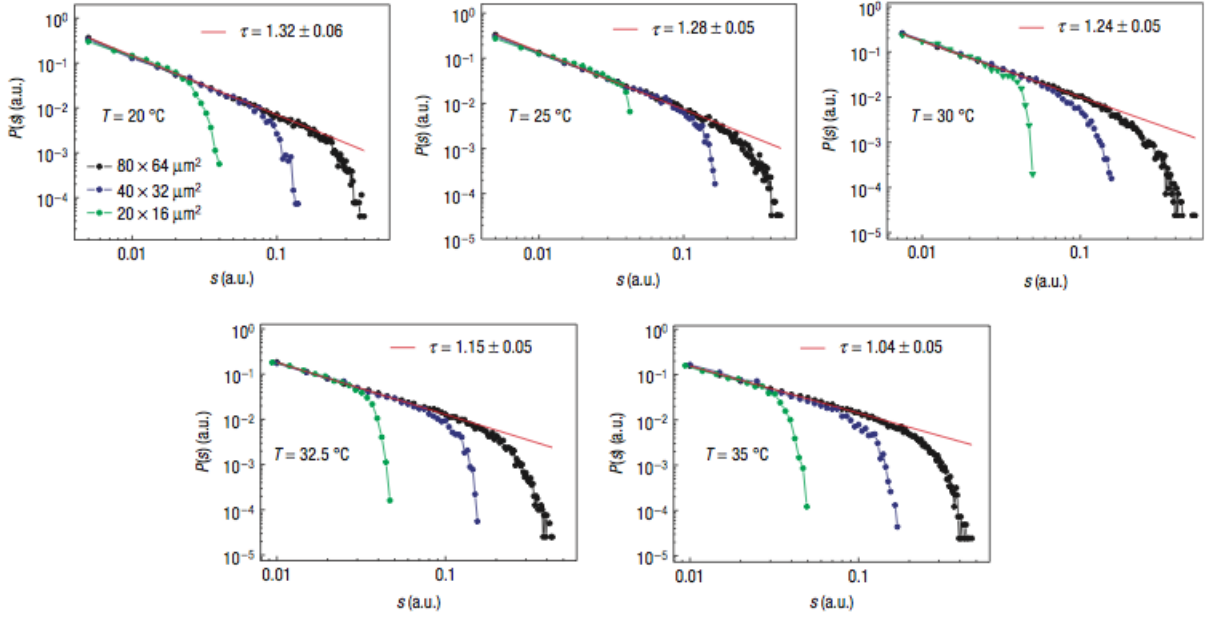 τ = 1.32 ± 0.06
10⁰
10⁻¹
10⁻²
10⁻³
10⁻⁴
P(s) (a.u.)
T = 20 °C
80 × 64 μm²
40 × 32 μm²
20 × 16 μm²
0.01
0.1
s (a.u.)
τ = 1.28 ± 0.05
10⁰
10⁻¹
10⁻²
10⁻³
10⁻⁴
10⁻⁵
P(s) (a.u.)
T = 25 °C
0.01
0.1
s (a.u.)
τ = 1.24 ± 0.05
10⁰
10⁻¹
10⁻²
10⁻³
10⁻⁴
10⁻⁵
P(s) (a.u.)
T = 30 °C
0.01
0.1
s (a.u.)
τ = 1.15 ± 0.05
10⁰
10⁻¹
10⁻²
10⁻³
10⁻⁴
10⁻⁵
P(s) (a.u.)
T = 32.5 °C
0.01
0.1
s (a.u.)
τ = 1.04 ± 0.05
10⁰
10⁻¹
10⁻²
10⁻³
10⁻⁴
10⁻⁵
P(s) (a.u.)
T = 35 °C
0.01
0.1
s (a.u.)